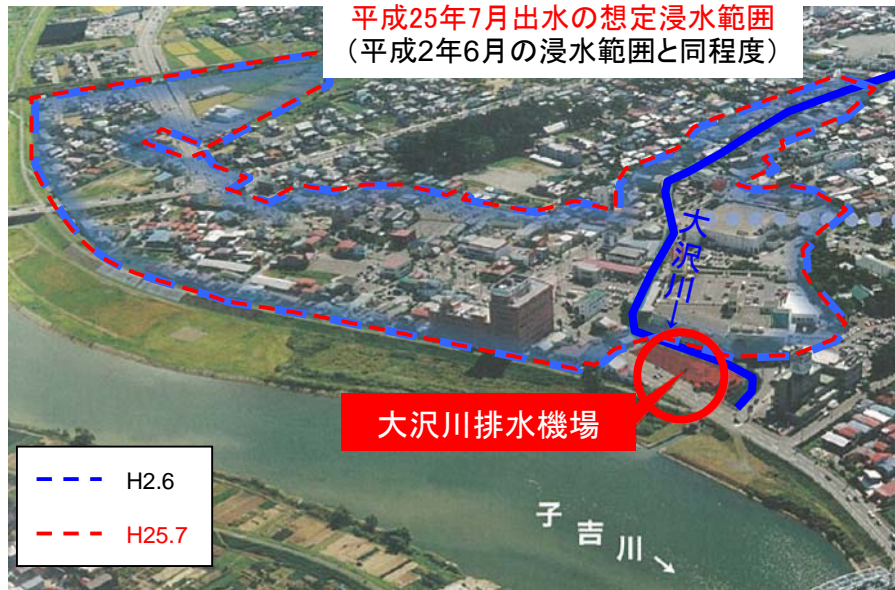 平成25年7月出水の想定浸水範囲
（平成2年6月の浸水範囲と同程度）
大沢川→
大沢川排水機場
H2.6
H25.7
子吉川→